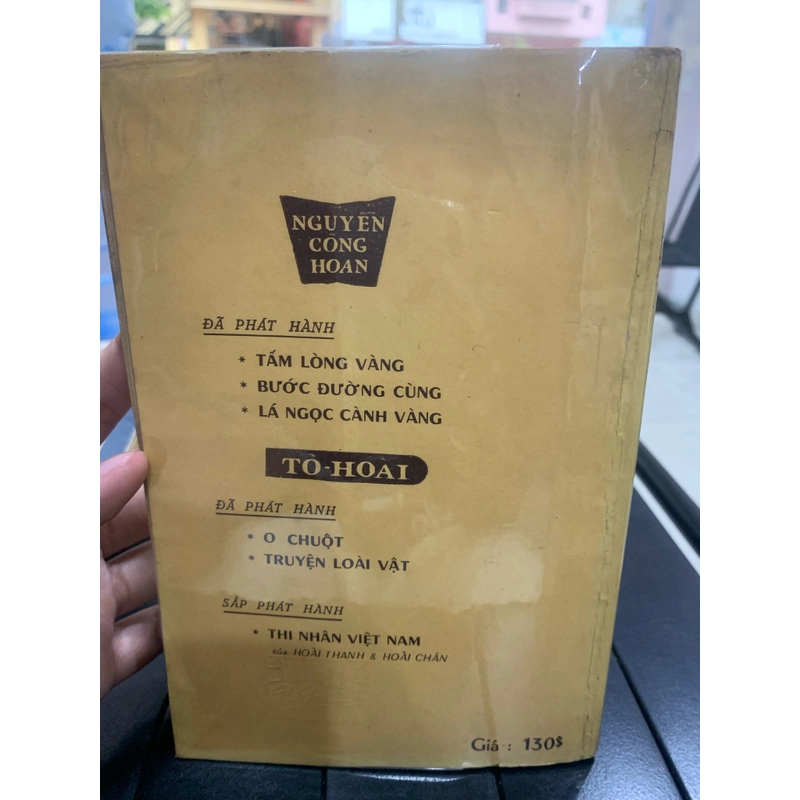 NGUYỄN
CÔNG
HOAN
ĐÃ PHÁT HÀNH
* TẤM LÒNG VÀNG
* BƯỚC ĐƯỜNG CÙNG
* LÁ NGỌC CÀNH VÀNG
TÔ-HOAI
ĐÃ PHÁT HÀNH
* O CHUỘT
* TRUYỆN LOÀI VẬT
SẮP PHÁT HÀNH
* THI NHÂN VIỆT NAM
của HOÀI THANH & HOÀI CHÂN
Giá : 130$